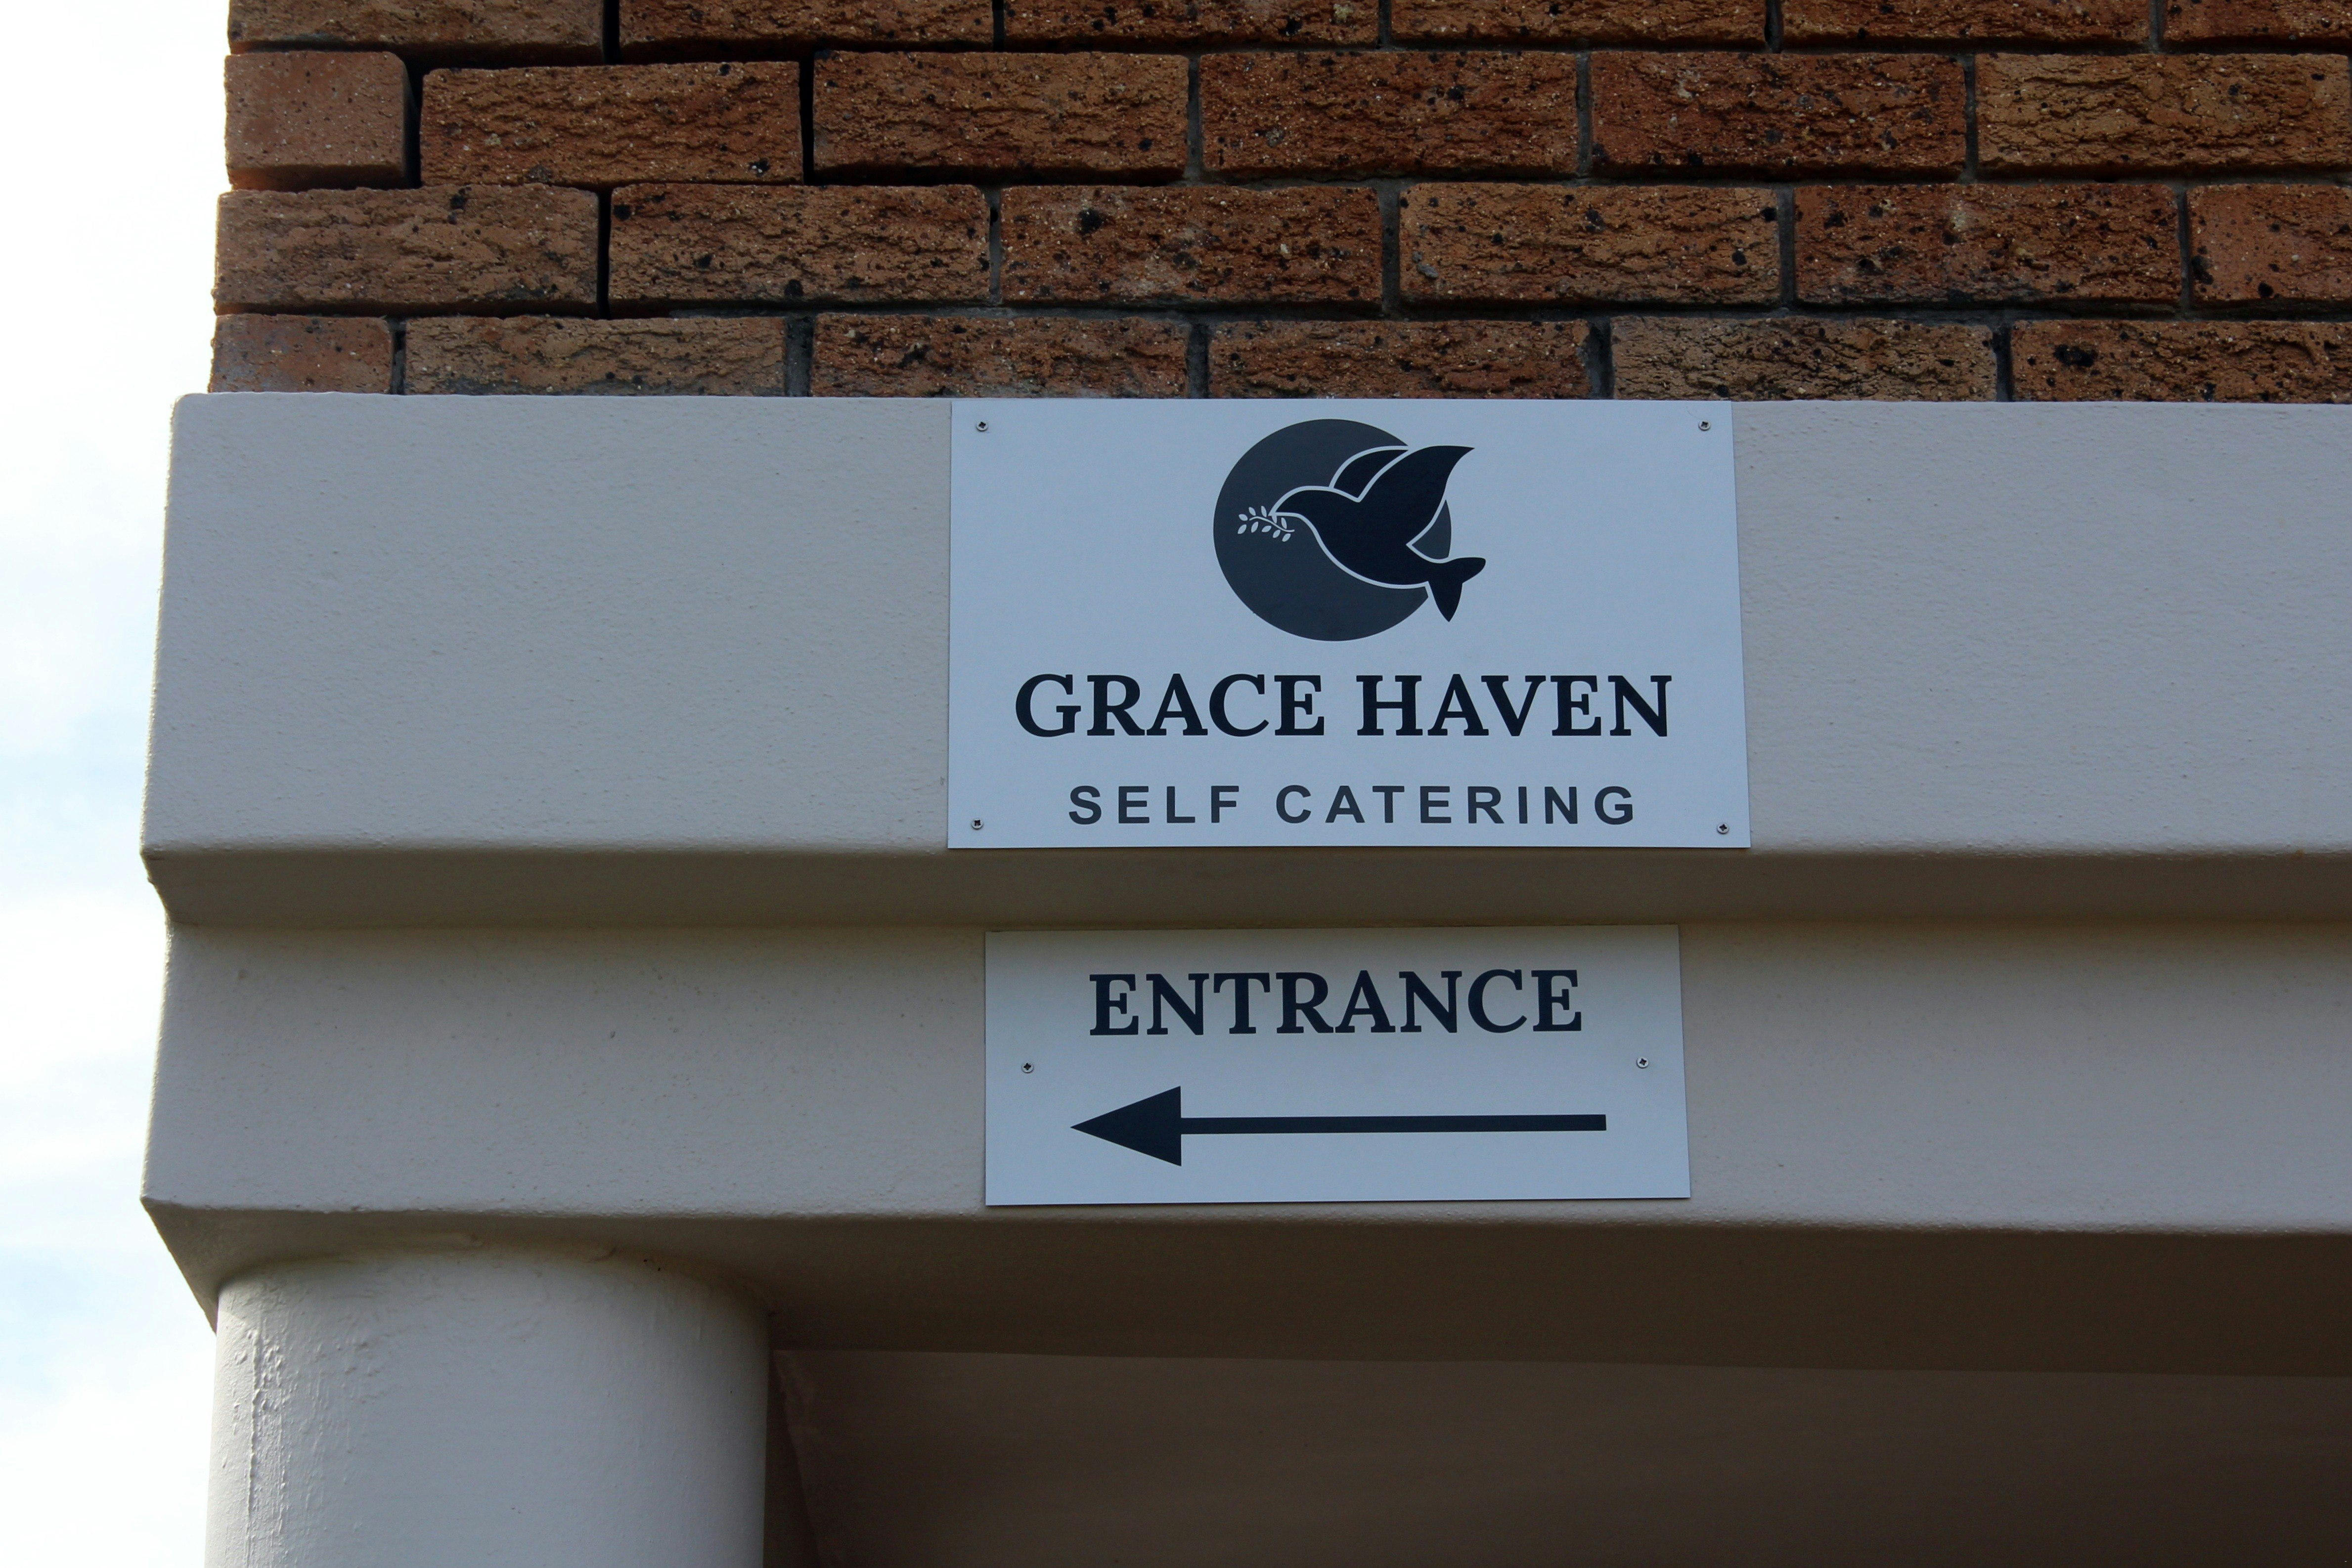 GRACE HAVEN
SELF CATERING
ENTRANCE